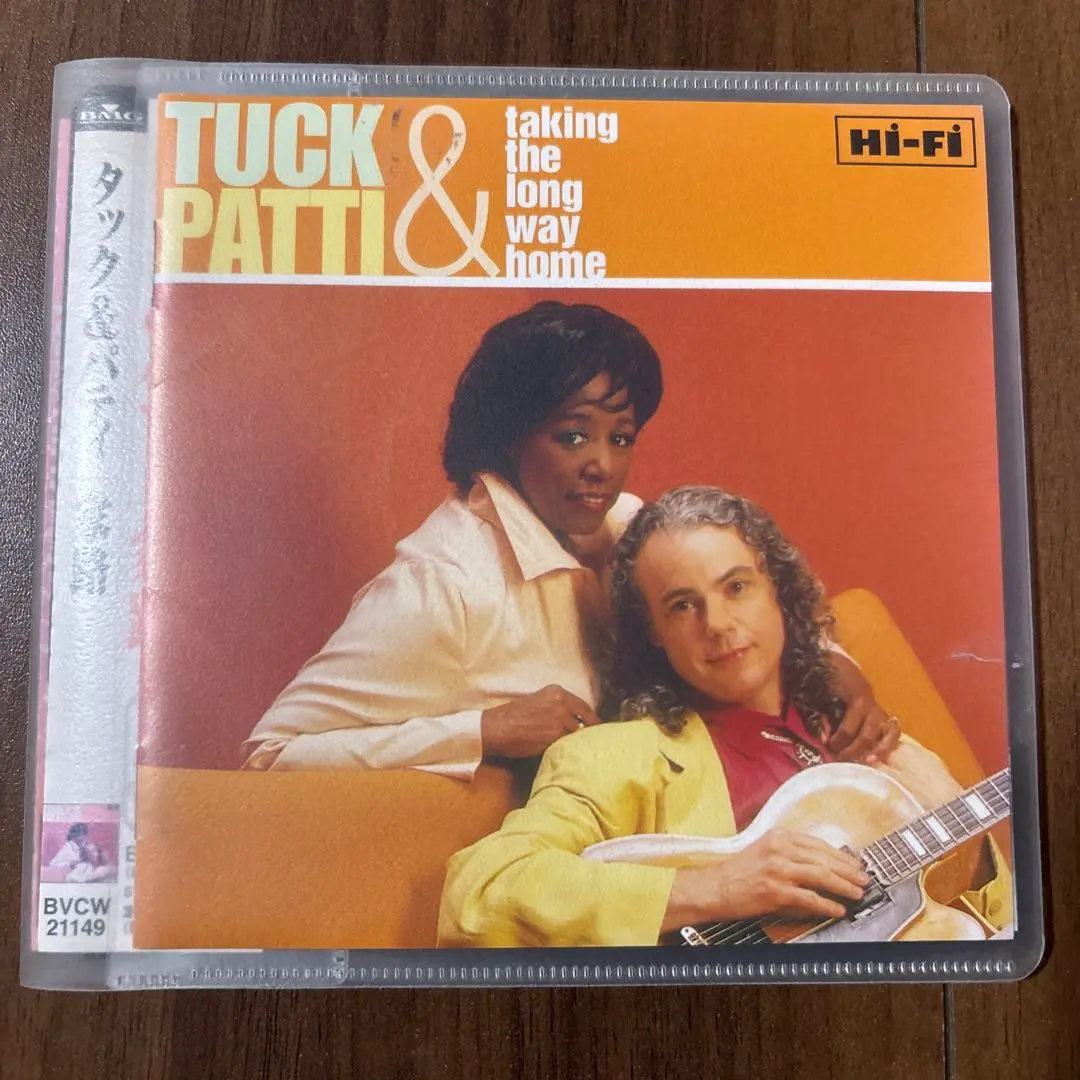 BMG
タック&パティ
TUCK
&
PATTI
taking
the
long
way
home
Hi-Fi
BVCW
21149